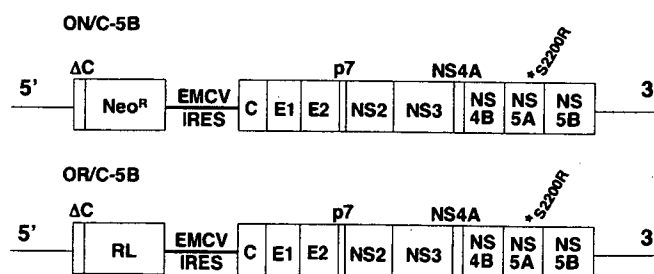 ON/C-5B
ΔC p7 NS4A *S2200R
5' Neoᴿ EMCV IRES C E1 E2 NS2 NS3 NS 4B NS 5A NS 5B 3
OR/C-5B
ΔC p7 NS4A *S2200R
5' RL EMCV IRES C E1 E2 NS2 NS3 NS 4B NS 5A NS 5B 3